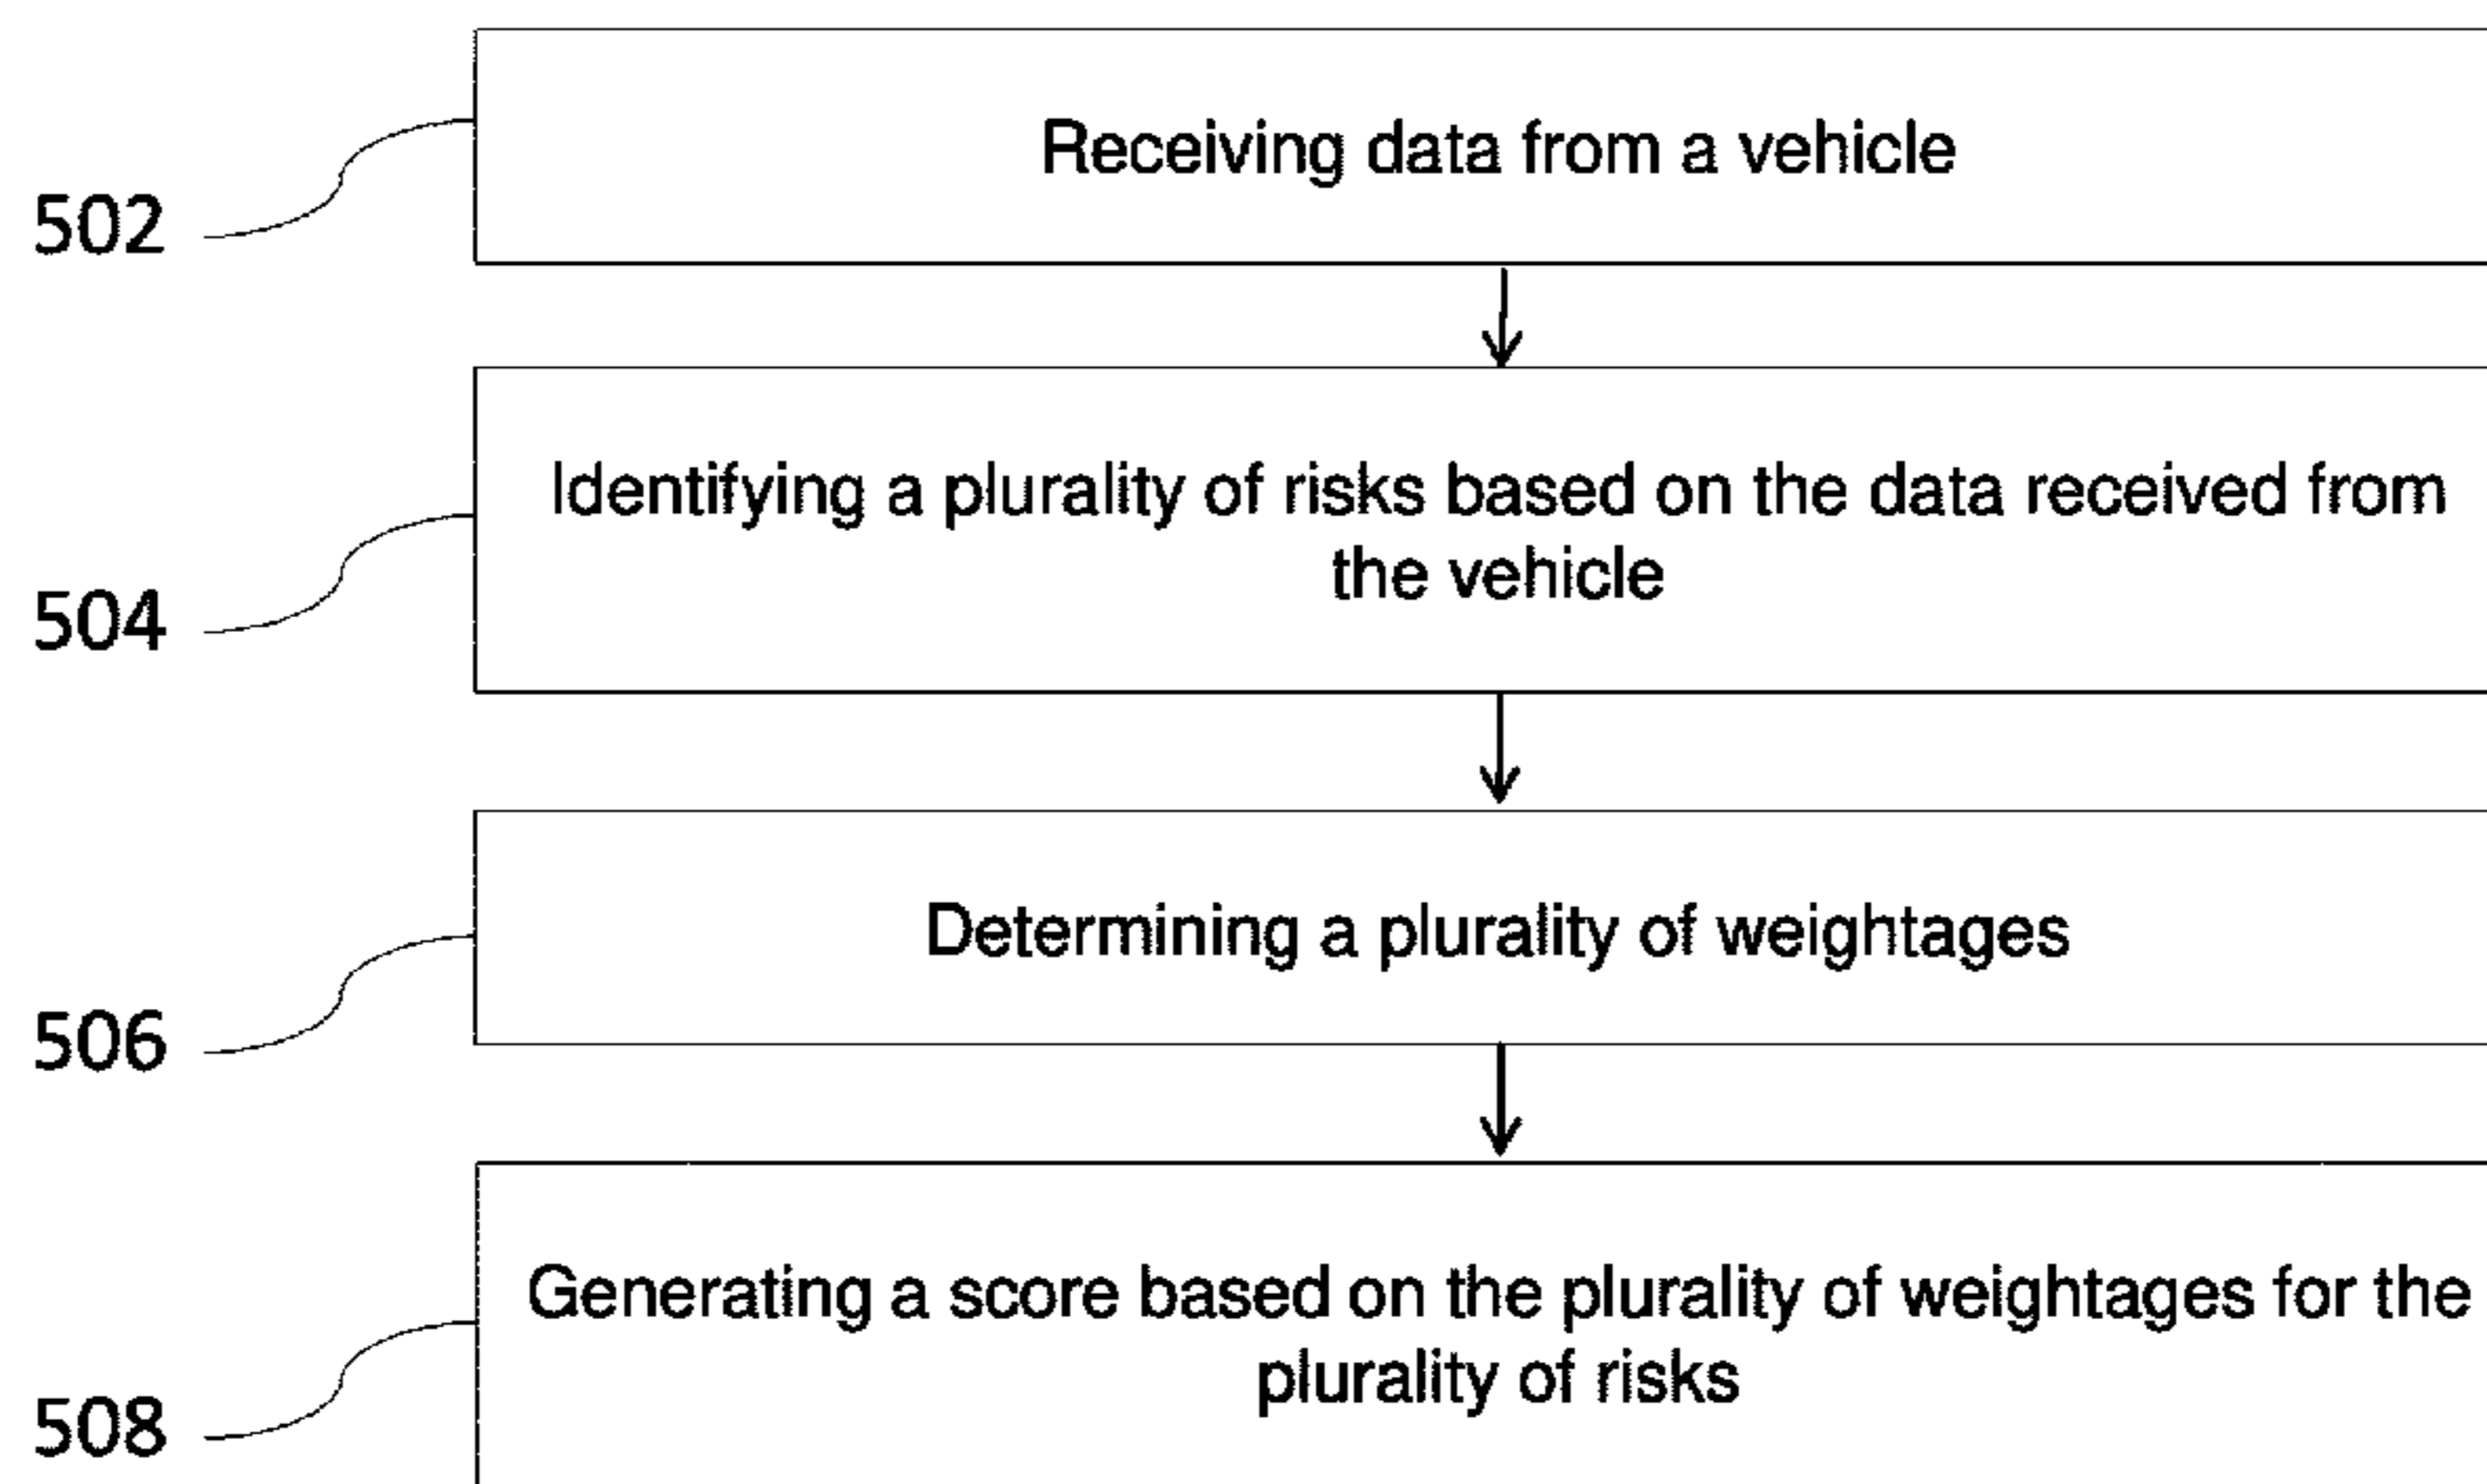 Receiving data from a vehicle
502
Identifying a plurality of risks based on the data received from
the vehicle
504
Determining a plurality of weightages
506
Generating a score based on the plurality of weightages for the
plurality of risks
508